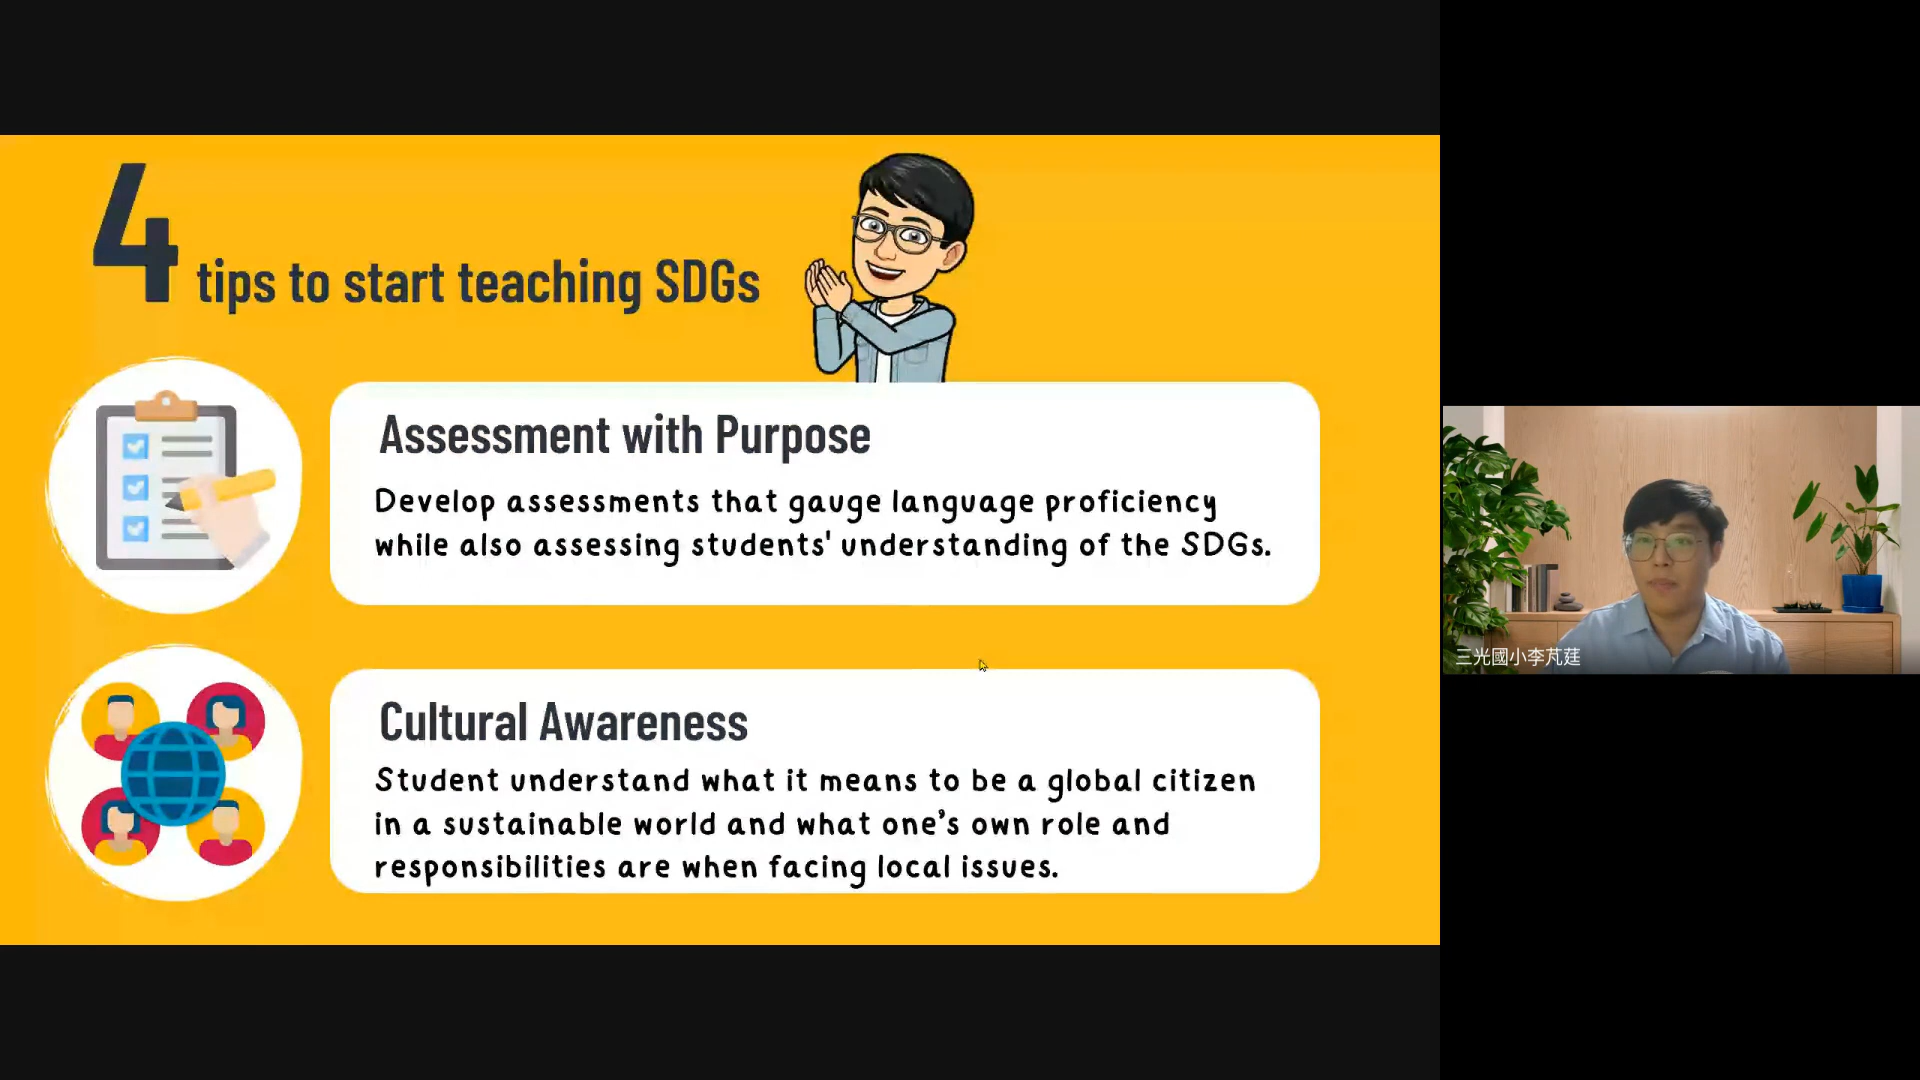 4 tips to start teaching SDGs
Assessment with Purpose
Develop assessments that gauge language proficiency
while also assessing students' understanding of the SDGs.
Cultural Awareness
Student understand what it means to be a global citizen
in a sustainable world and what one’s own role and
responsibilities are when facing local issues.
三光國小李芃莛